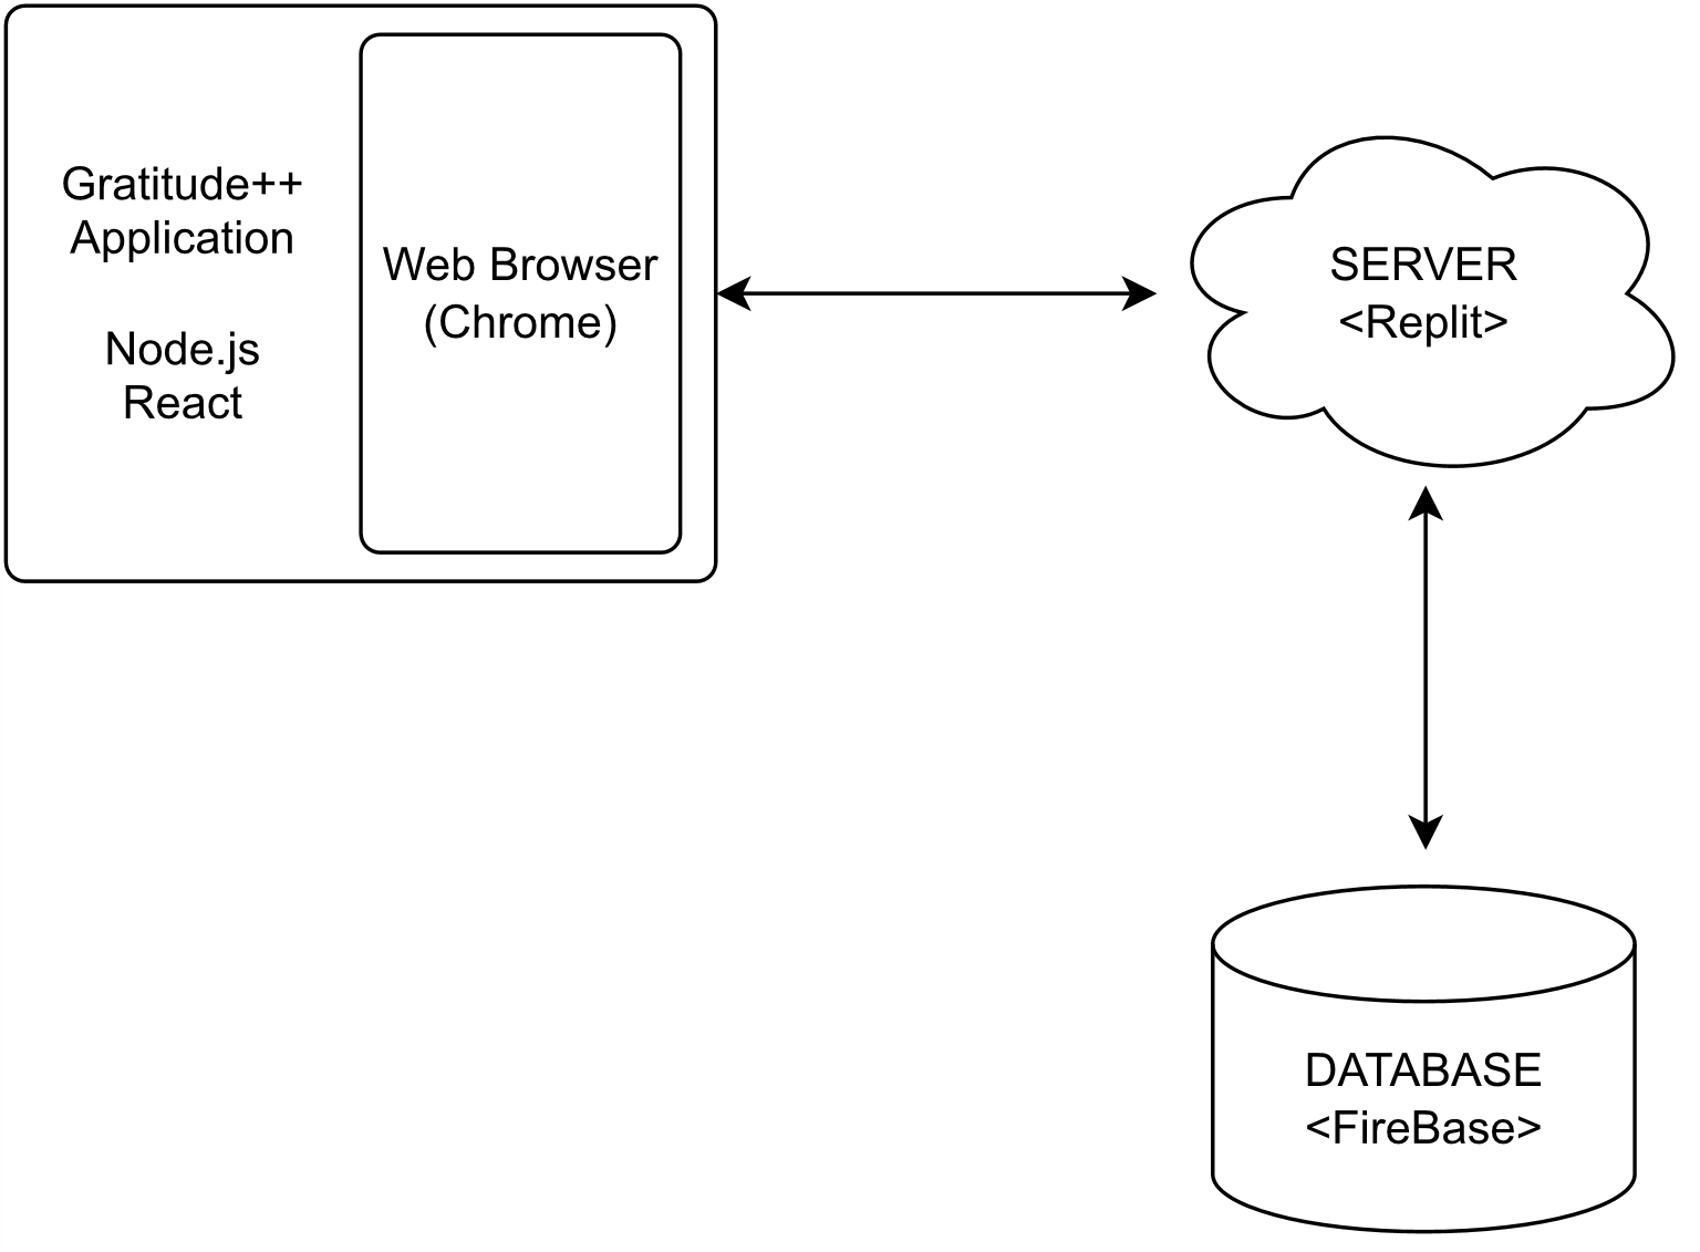 Gratitude++
Application
Node.js
React
Web Browser
(Chrome)
SERVER
<Replit>
DATABASE
<FireBase>